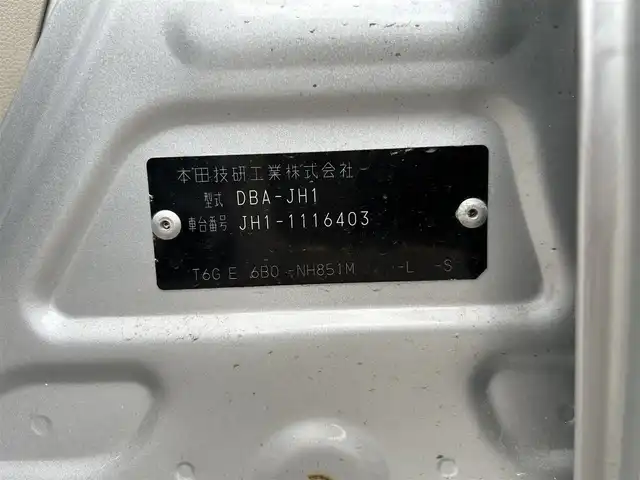 本田技研工業株式会社
型式 DBA-JH1
車台番号 JH1-1116403
T6G E 6B0 -NH851M -L -S